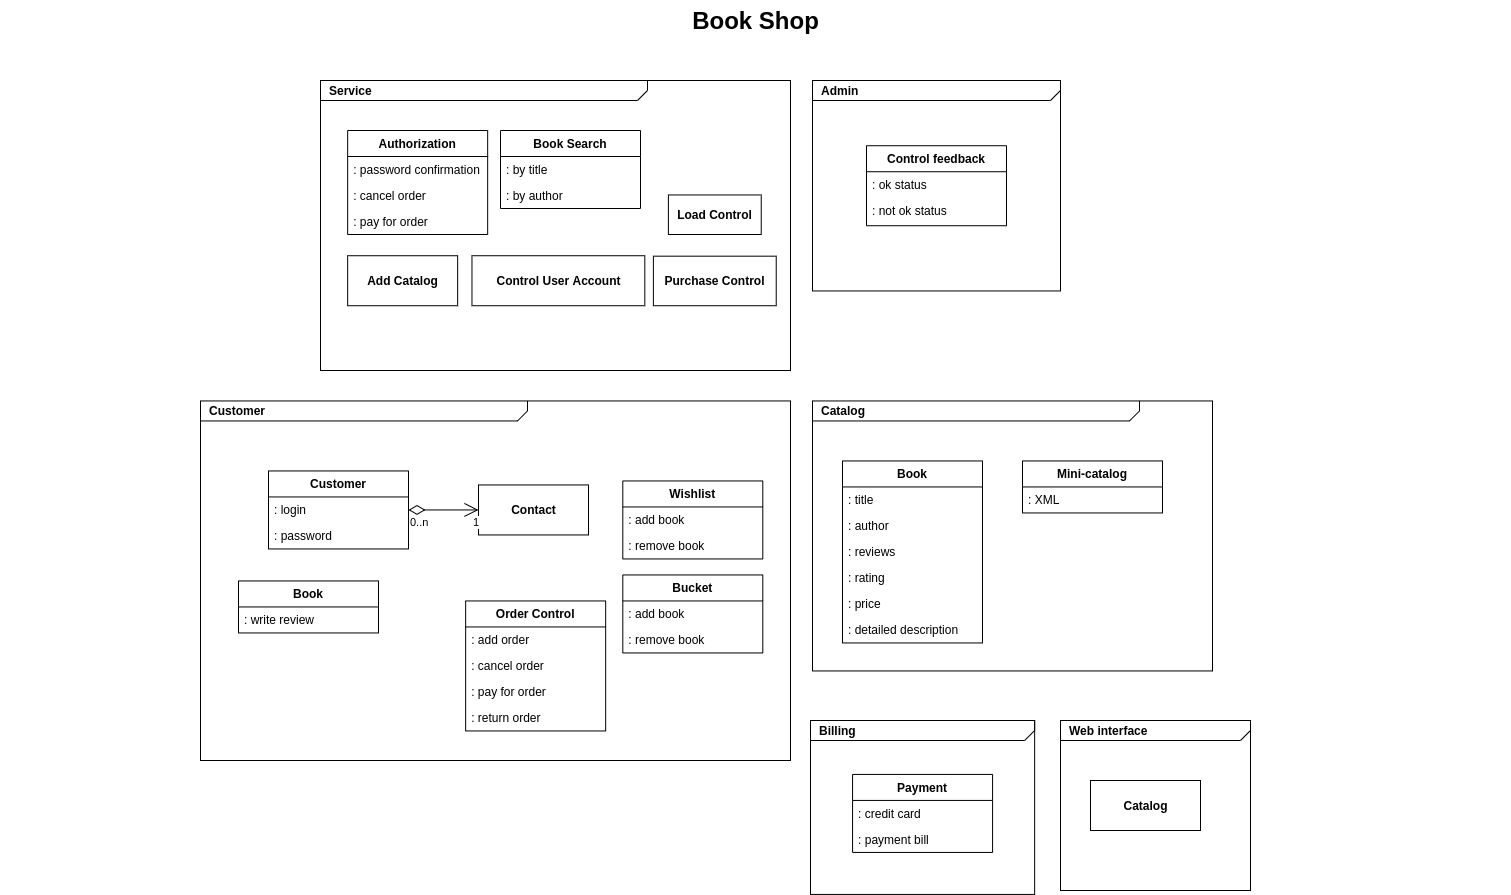 Book Shop
Service
Authorization
: password confirmation
: cancel order
: pay for order
Book Search
: by title
: by author
Load Control
Add Catalog
Control User Account
Purchase Control
Admin
Control feedback
: ok status
: not ok status
Customer
Customer
: login
: password
0..n
1
Contact
Wishlist
: add book
: remove book
Book
: write review
Order Control
: add order
: cancel order
: pay for order
: return order
Bucket
: add book
: remove book
Catalog
Book
: title
: author
: reviews
: rating
: price
: detailed description
Mini-catalog
: XML
Billing
Payment
: credit card
: payment bill
Web interface
Catalog